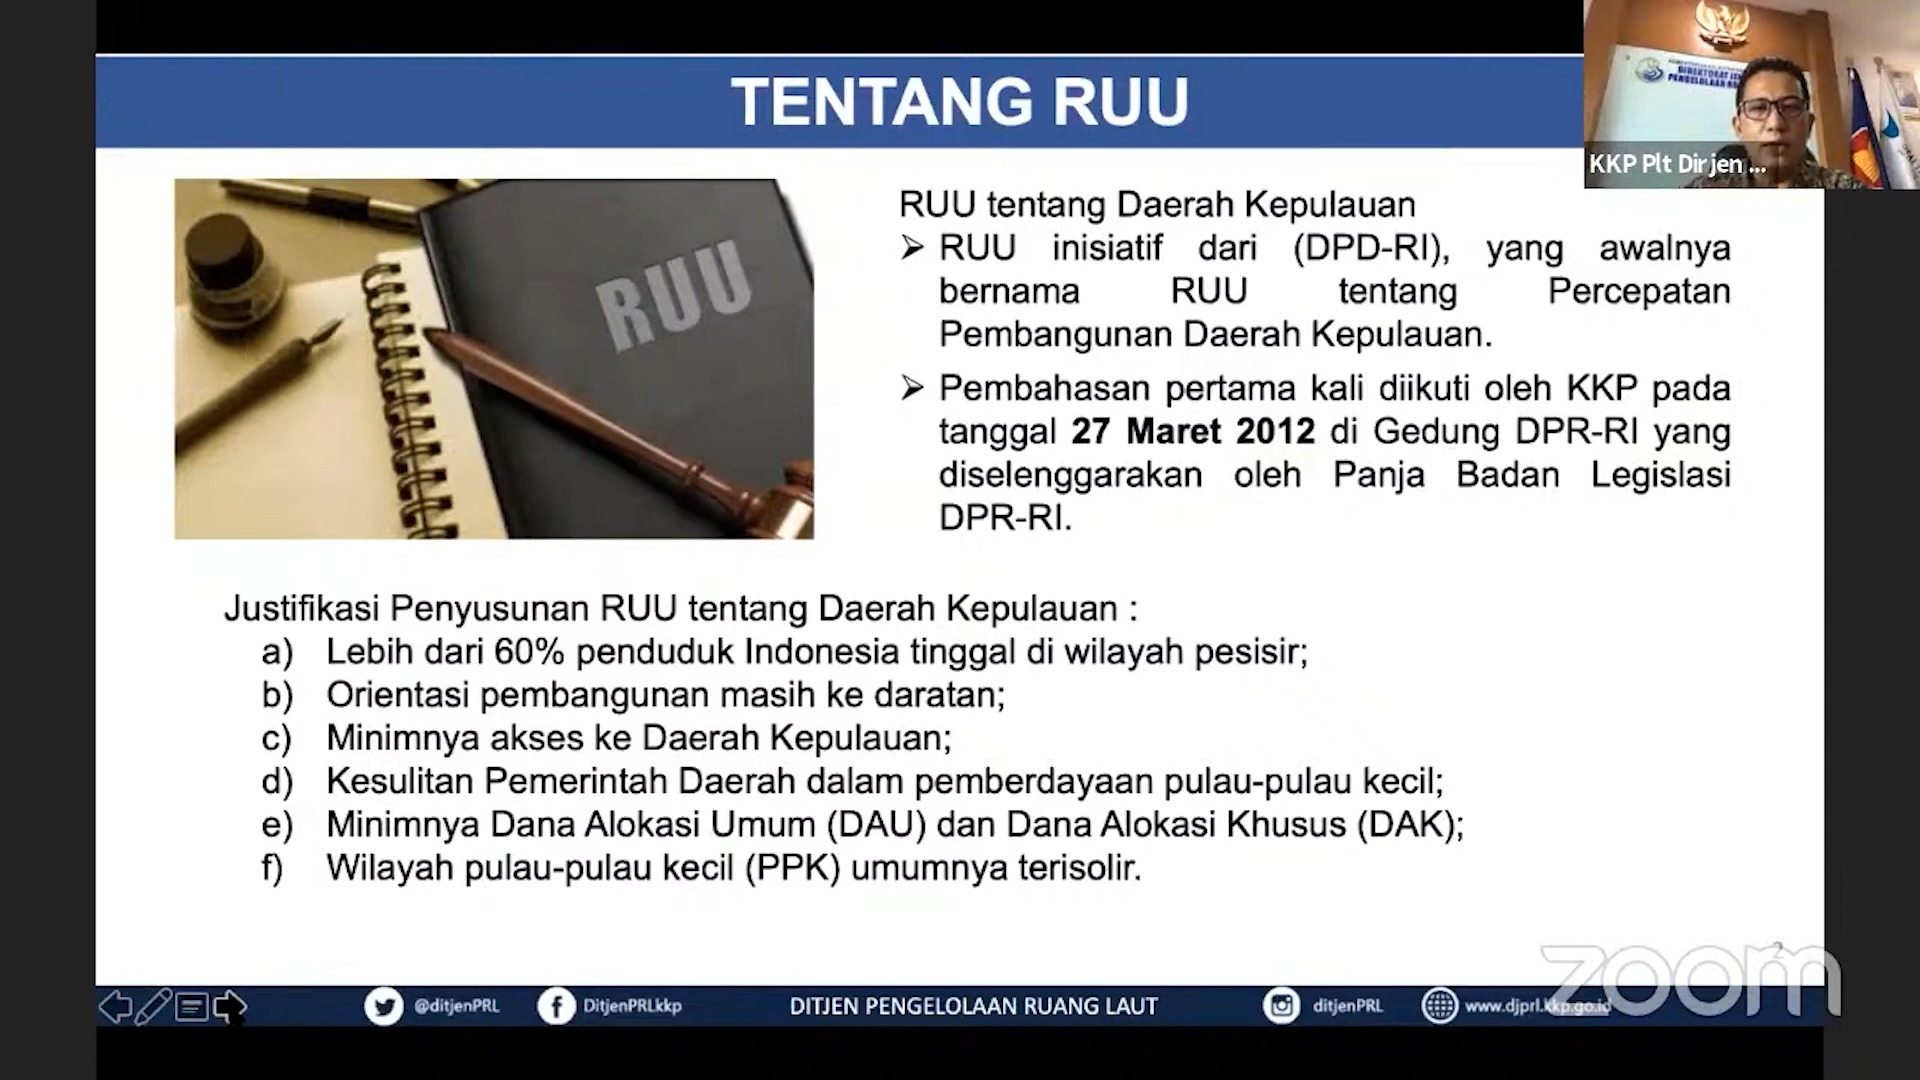 TENTANG RUU
DIREKTORAT
PENGELOLAAN
KKP Plt Dirjen ...
RUU
RUU tentang Daerah Kepulauan
➢ RUU inisiatif dari (DPD-RI), yang awalnya
bernama RUU tentang Percepatan
Pembangunan Daerah Kepulauan.
➢ Pembahasan pertama kali diikuti oleh KKP pada
tanggal 27 Maret 2012 di Gedung DPR-RI yang
diselenggarakan oleh Panja Badan Legislasi
DPR-RI.
Justifikasi Penyusunan RUU tentang Daerah Kepulauan :
a) Lebih dari 60% penduduk Indonesia tinggal di wilayah pesisir;
b) Orientasi pembangunan masih ke daratan;
c) Minimnya akses ke Daerah Kepulauan;
d) Kesulitan Pemerintah Daerah dalam pemberdayaan pulau-pulau kecil;
e) Minimnya Dana Alokasi Umum (DAU) dan Dana Alokasi Khusus (DAK);
f) Wilayah pulau-pulau kecil (PPK) umumnya terisolir.
zoom
@ditjenPRL DitjenPRLkkp DITJEN PENGELOLAAN RUANG LAUT ditjenPRL www.djprl.kkp.go.id